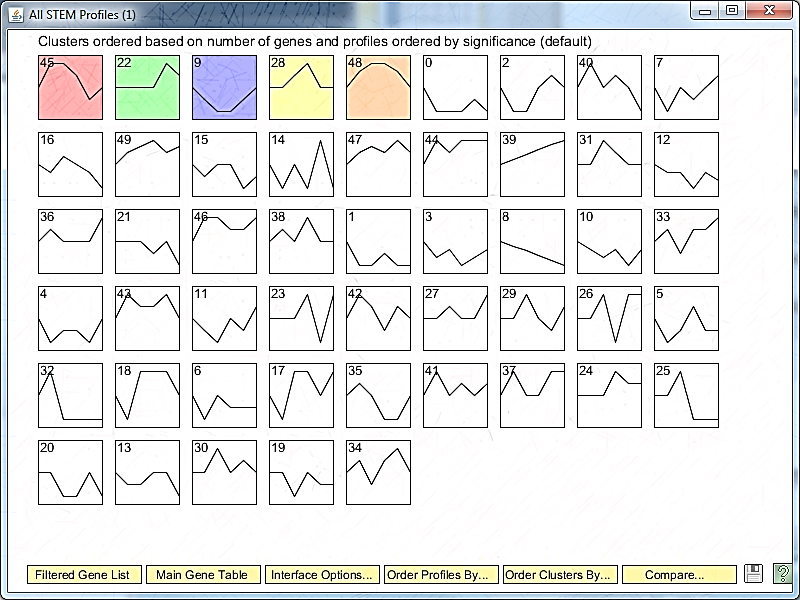 All STEM Profiles (1)
Clusters ordered based on number of genes and profiles ordered by significance (default)
45 22 9 28 48 0 2 40 7
16 49 15 14 47 44 39 31 12
36 21 46 38 1 3 8 10 33
4 43 11 23 42 27 29 26 5
32 18 6 17 35 41 37 24 25
20 13 30 19 34
Filtered Gene List Main Gene Table Interface Options... Order Profiles By... Order Clusters By... Compare... ?